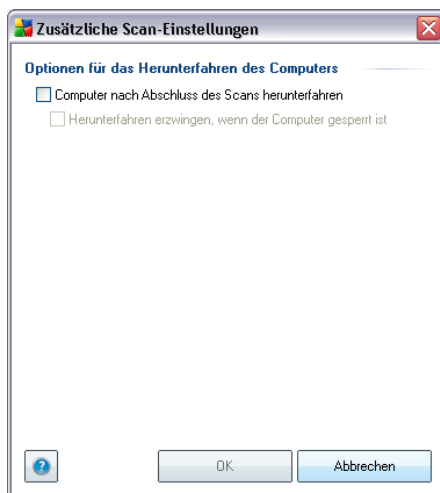 Zusätzliche Scan-Einstellungen
Optionen für das Herunterfahren des Computers
Computer nach Abschluss des Scans herunterfahren
Herunterfahren erzwingen, wenn der Computer gesperrt ist
?
OK
Abbrechen